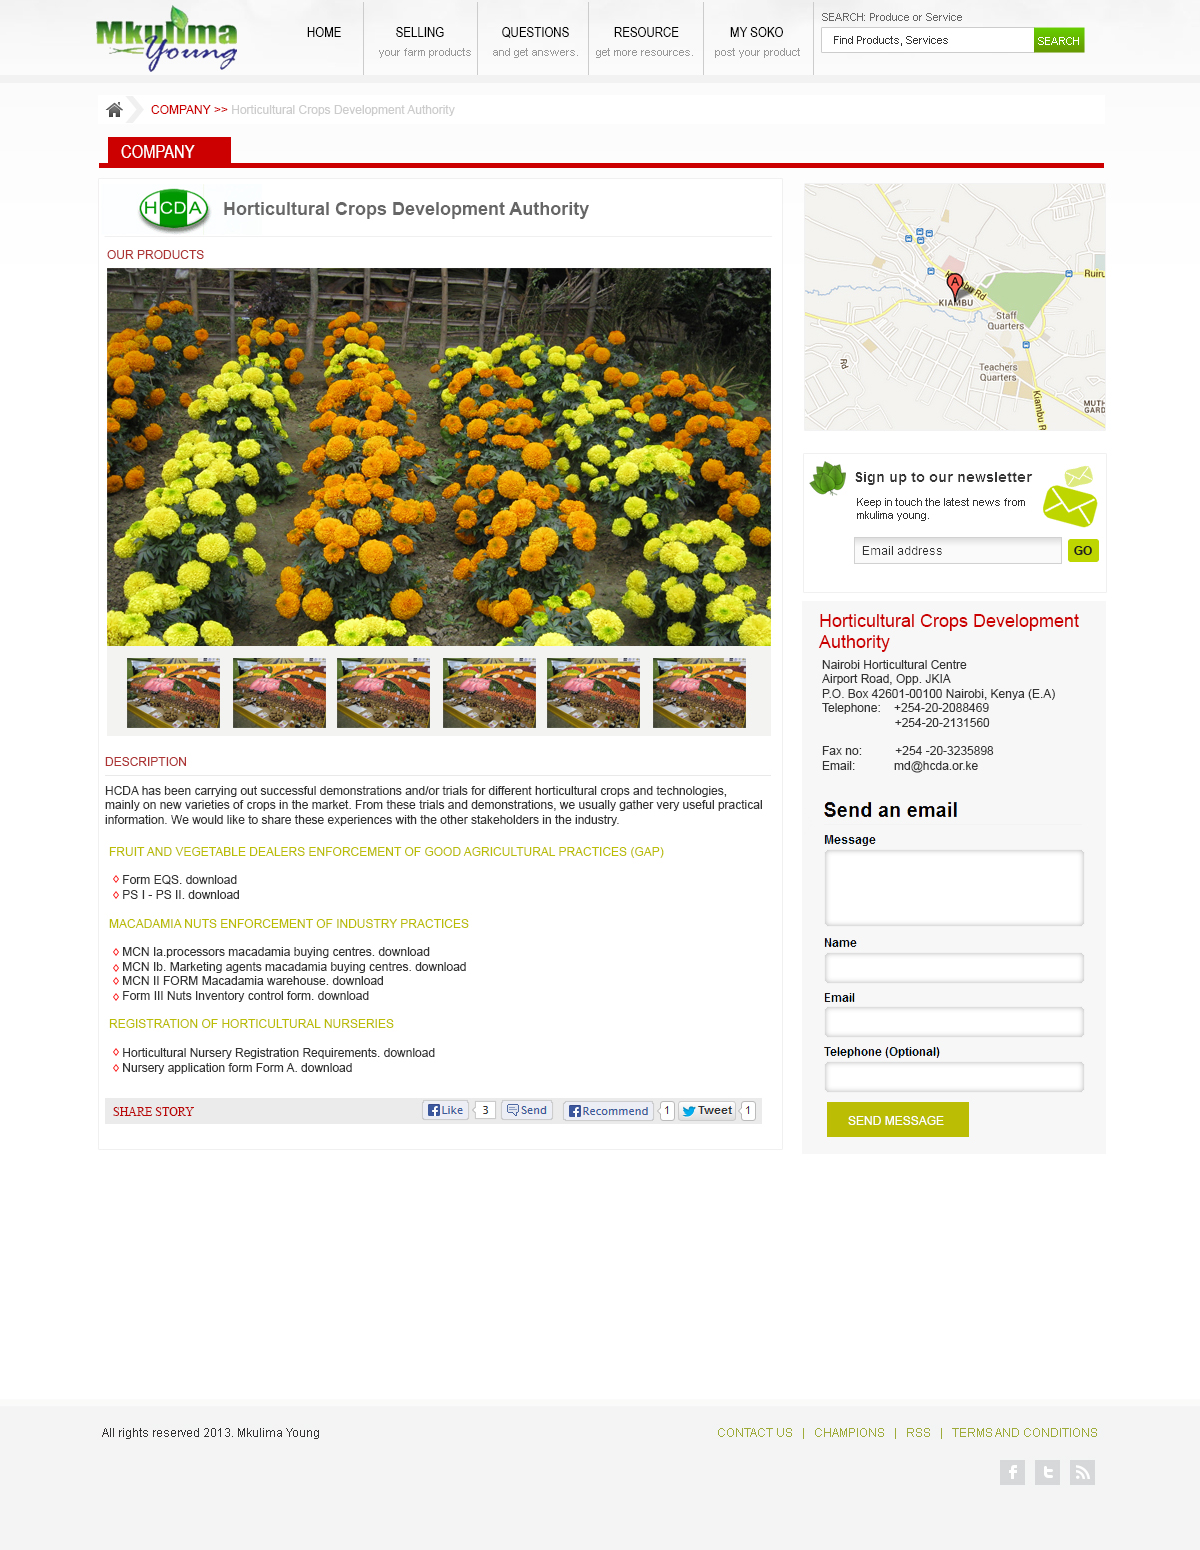 Mkulima
Young
HOME
SELLING
your farm products
QUESTIONS
and get answers.
RESOURCE
get more resources.
MY SOKO
post your product
SEARCH: Produce or Service
Find Products, Services
SEARCH
COMPANY >> Horticultural Crops Development Authority
COMPANY
HCDA
Horticultural Crops Development Authority
OUR PRODUCTS
A
Kiambu Rd
KIAMBU
Ruiru
Staff
Quarters
Rd
Teachers
Quarters
Kiambu R
MUTH
GARD
Sign up to our newsletter
Keep in touch the latest news from
mkulima young.
Email address
GO
Horticultural Crops Development
Authority
Nairobi Horticultural Centre
Airport Road, Opp. JKIA
P.O. Box 42601-00100 Nairobi, Kenya (E.A)
Telephone: +254-20-2088469
+254-20-2131560
Fax no: +254 -20-3235898
Email: md@hcda.or.ke
Send an email
Message
Name
Email
Telephone (Optional)
SEND MESSAGE
DESCRIPTION
HCDA has been carrying out successful demonstrations and/or trials for different horticultural crops and technologies,
mainly on new varieties of crops in the market. From these trials and demonstrations, we usually gather very useful practical
information. We would like to share these experiences with the other stakeholders in the industry.
FRUIT AND VEGETABLE DEALERS ENFORCEMENT OF GOOD AGRICULTURAL PRACTICES (GAP)
◊ Form EQS. download
◊ PS I - PS II. download
MACADAMIA NUTS ENFORCEMENT OF INDUSTRY PRACTICES
◊ MCN Ia.processors macadamia buying centres. download
◊ MCN Ib. Marketing agents macadamia buying centres. download
◊ MCN II FORM Macadamia warehouse. download
◊ Form III Nuts Inventory control form. download
REGISTRATION OF HORTICULTURAL NURSERIES
◊ Horticultural Nursery Registration Requirements. download
◊ Nursery application form Form A. download
SHARE STORY
Like 3 Send Recommend 1 Tweet 1
All rights reserved 2013. Mkulima Young
CONTACT US | CHAMPIONS | RSS | TERMS AND CONDITIONS